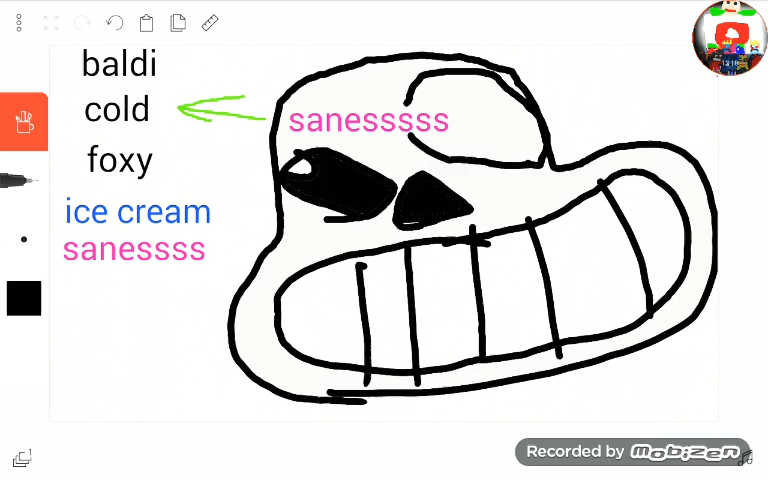 baldi
cold
sanesssss
foxy
ice cream
sanessss
Recorded by mobizen